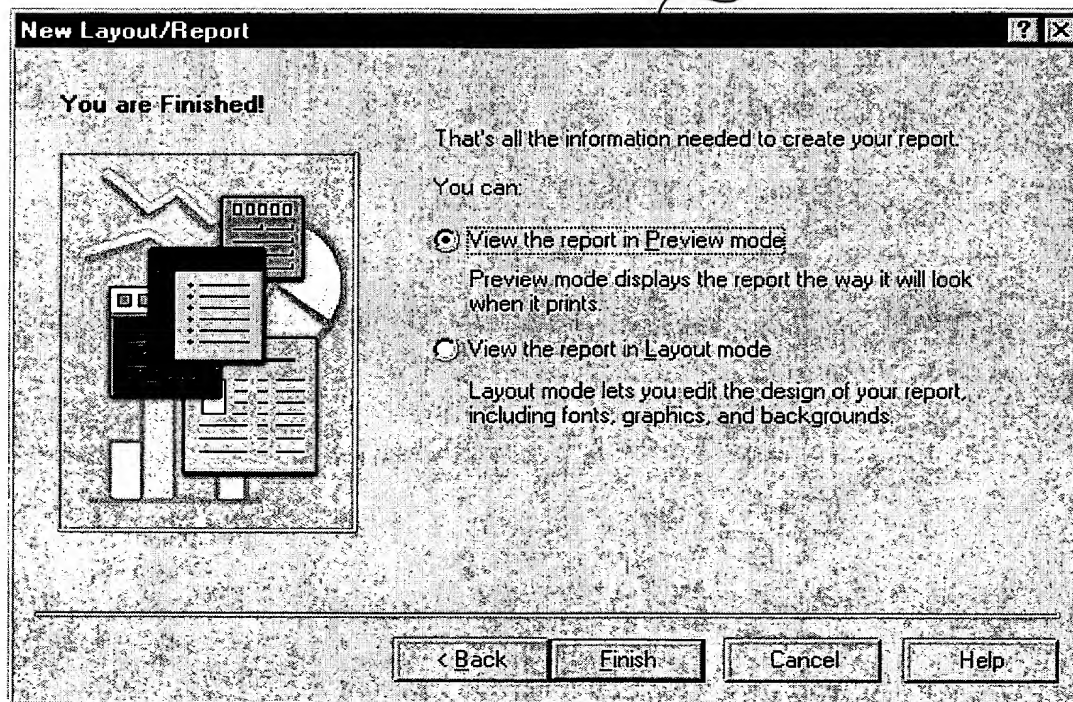 New Layout/Report
You are Finished!
That's all the information needed to create your report.
You can:
View the report in Preview mode
Preview mode displays the report the way it will look
when it prints.
View the report in Layout mode
Layout mode lets you edit the design of your report,
including fonts, graphics, and backgrounds.
< Back
Finish
Cancel
Help